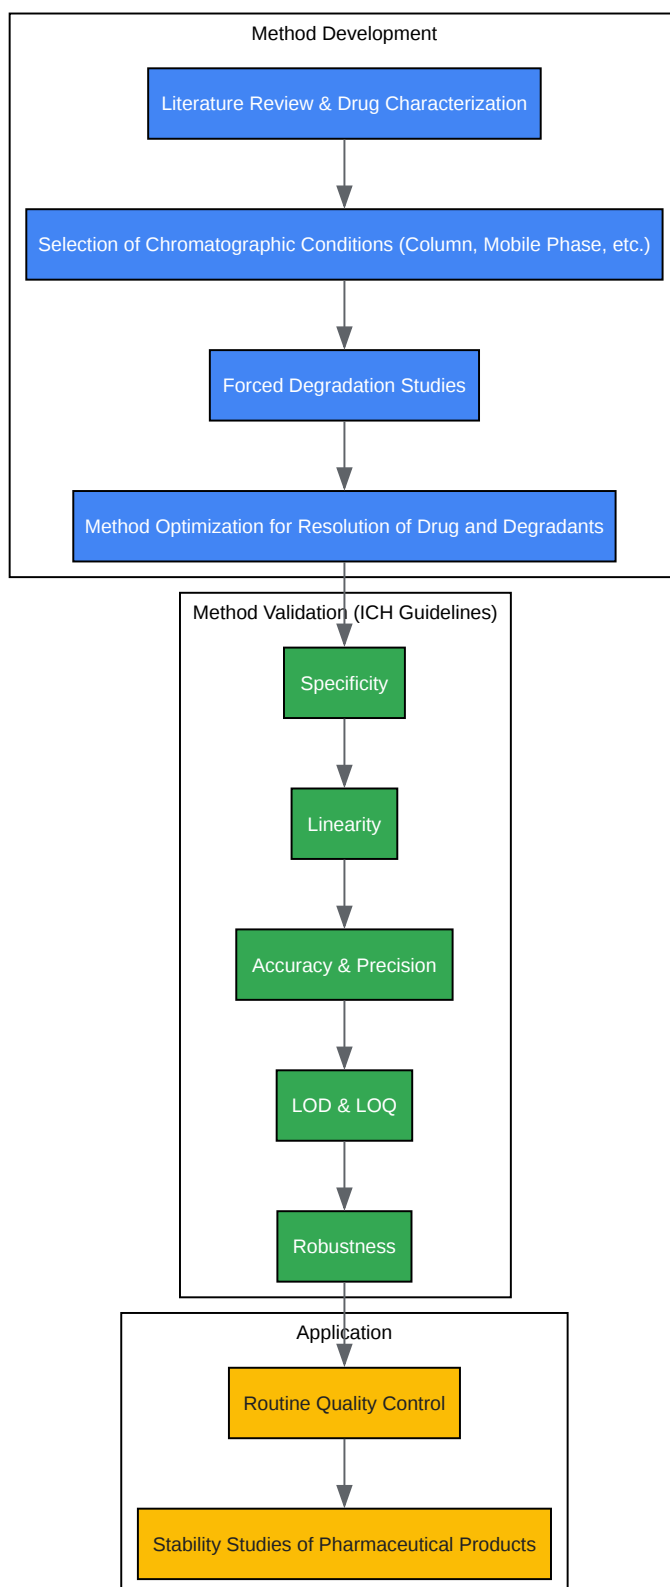 Method Development
Literature Review & Drug Characterization
Selection of Chromatographic Conditions (Column, Mobile Phase, etc.)
Forced Degradation Studies
Method Optimization for Resolution of Drug and Degradants
Method Validation (ICH Guidelines)
Specificity
Linearity
Accuracy & Precision
LOD & LOQ
Robustness
Application
Routine Quality Control
Stability Studies of Pharmaceutical Products